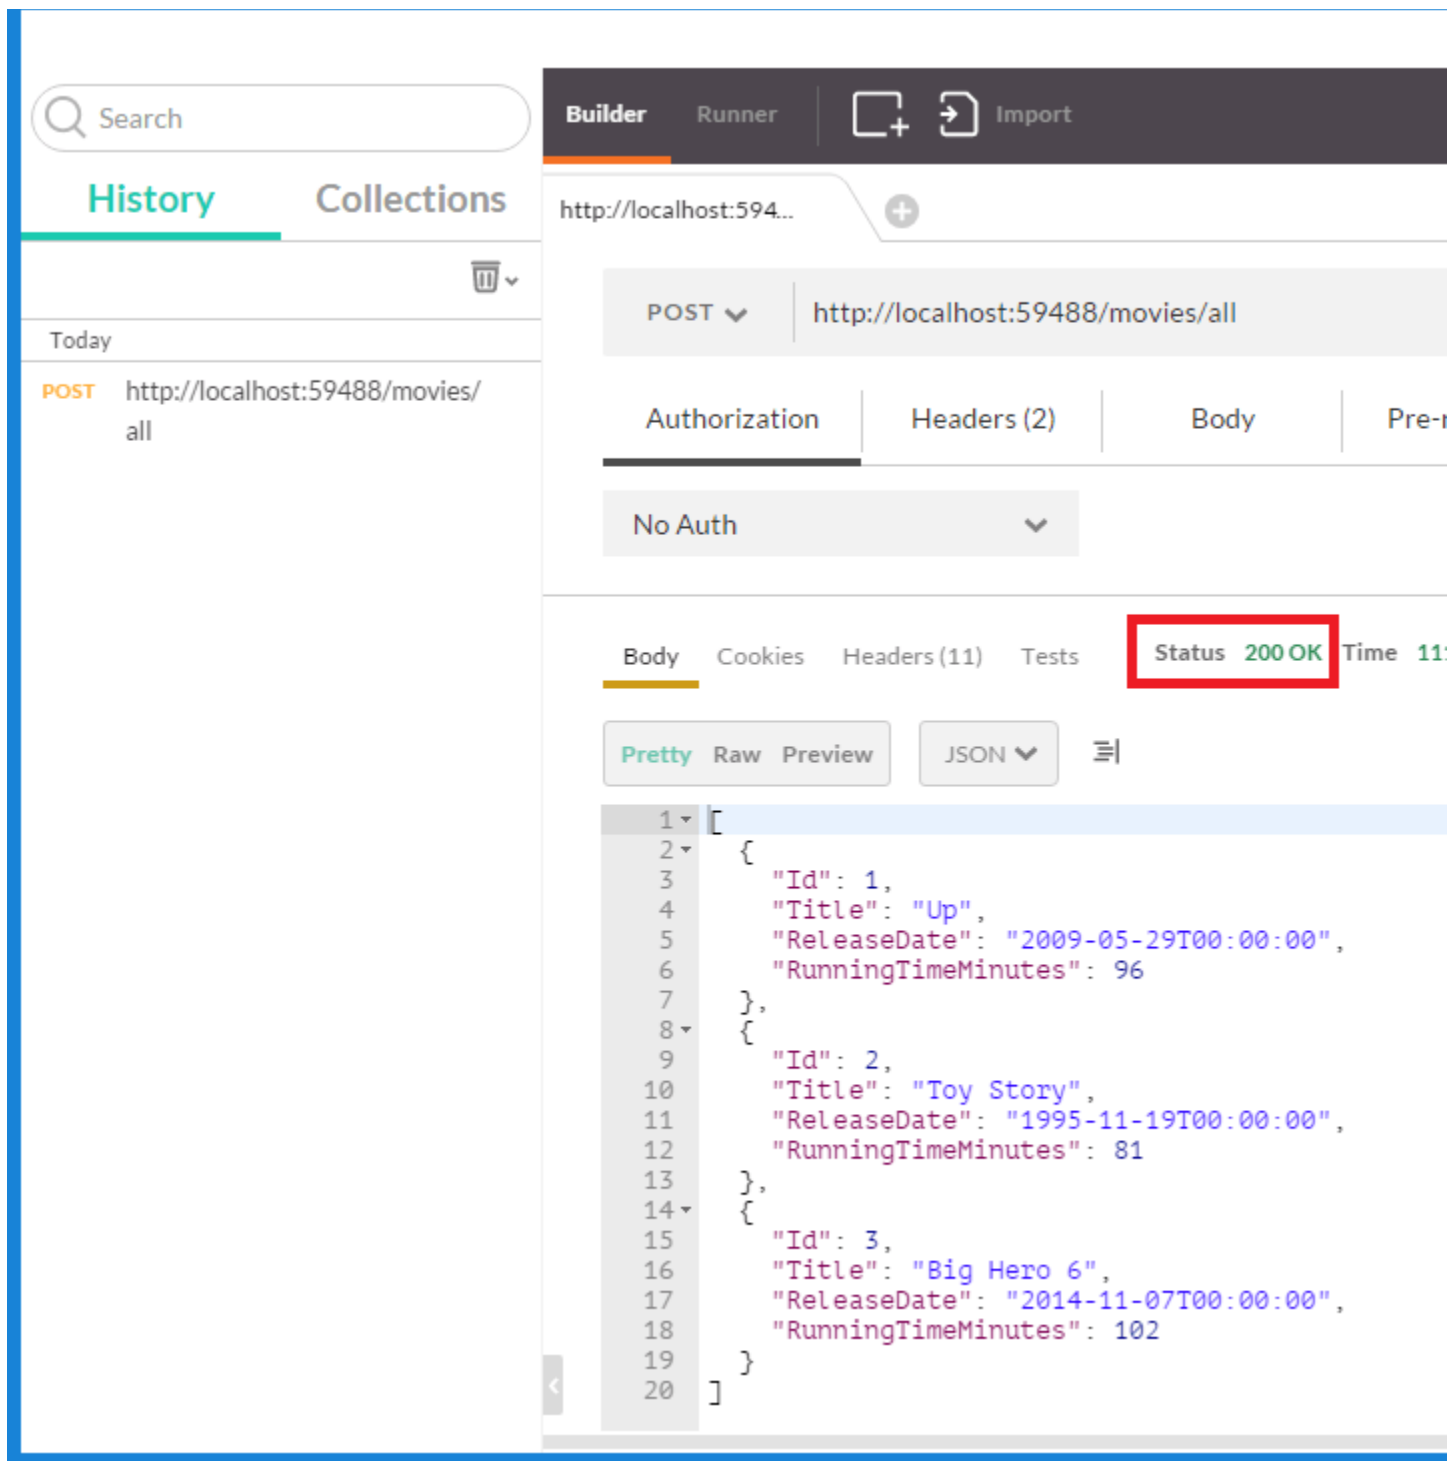 Search
History Collections
Today
POST http://localhost:59488/movies/
all
Builder Runner Import
http://localhost:594...
POST http://localhost:59488/movies/all
Authorization Headers (2) Body Pre-r
No Auth
Body Cookies Headers (11) Tests Status 200 OK Time 111
Pretty Raw Preview JSON
1 [
2 {
3 "Id": 1,
4 "Title": "Up",
5 "ReleaseDate": "2009-05-29T00:00:00",
6 "RunningTimeMinutes": 96
7 },
8 {
9 "Id": 2,
10 "Title": "Toy Story",
11 "ReleaseDate": "1995-11-19T00:00:00",
12 "RunningTimeMinutes": 81
13 },
14 {
15 "Id": 3,
16 "Title": "Big Hero 6",
17 "ReleaseDate": "2014-11-07T00:00:00",
18 "RunningTimeMinutes": 102
19 }
20 ]